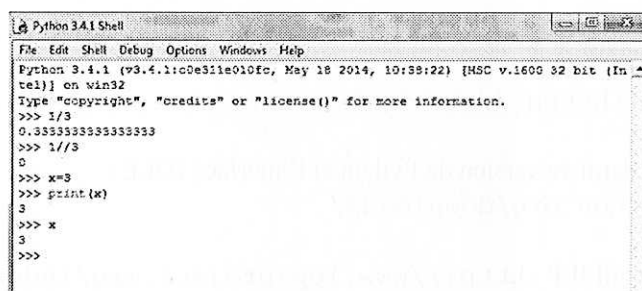 Python 3.4.1 Shell
File Edit Shell Debug Options Windows Help
Python 3.4.1 (v3.4.1:c0e311e010fc, May 18 2014, 10:38:22) [MSC v.1600 32 bit (In
tel)] on win32
Type "copyright", "credits" or "license()" for more information.
>>> 1/3
0.3333333333333333
>>> 1//3
0
>>> x=3
>>> print(x)
3
>>> x
3
>>>